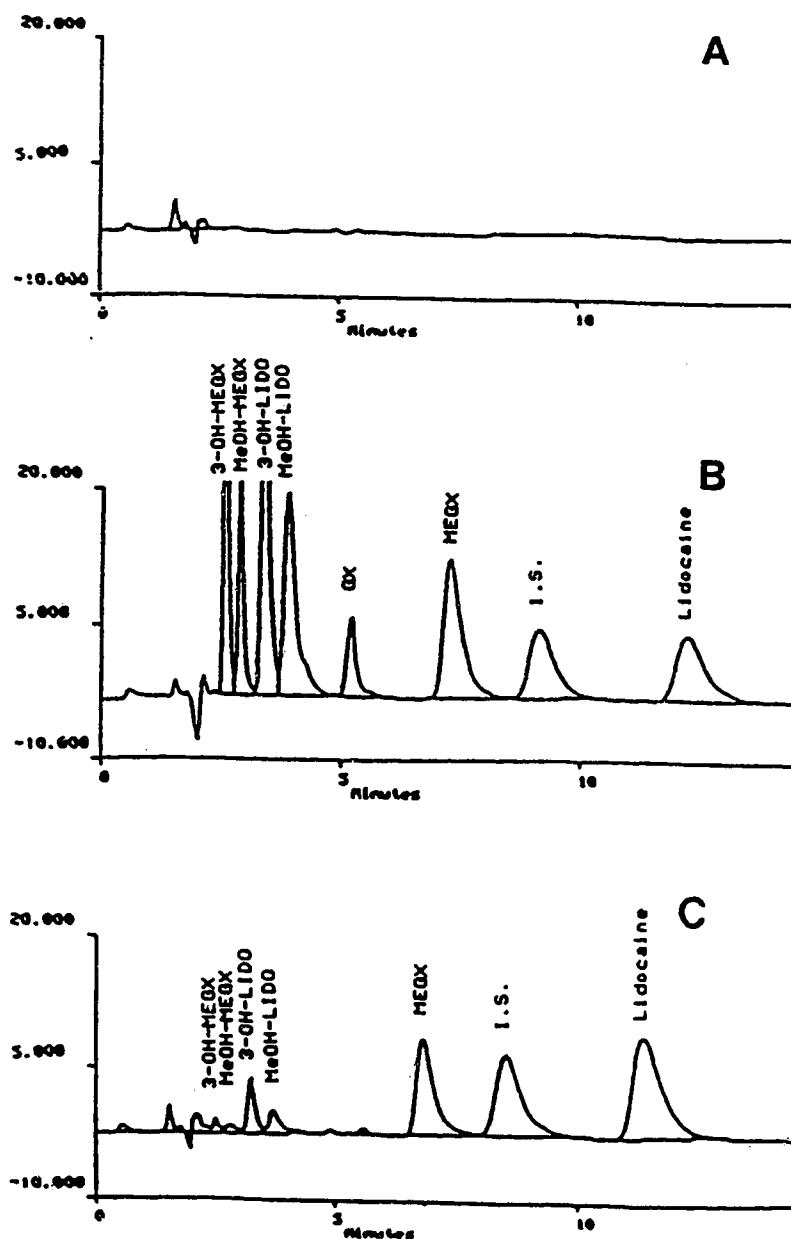 A
20.000
5.000
-10.000
0 5 10
Minutes
3-OH-MEGX
MeOH-MEGX
3-OH-LIDO
MeOH-LIDO
GX
MEGX
I.S.
Lidocaine
B
20.000
5.000
-10.000
0 5 10
Minutes
3-OH-MEGX
MeOH-MEGX
3-OH-LIDO
MeOH-LIDO
MEGX
I.S.
Lidocaine
C
20.000
5.000
-10.000
0 5 10
Minutes